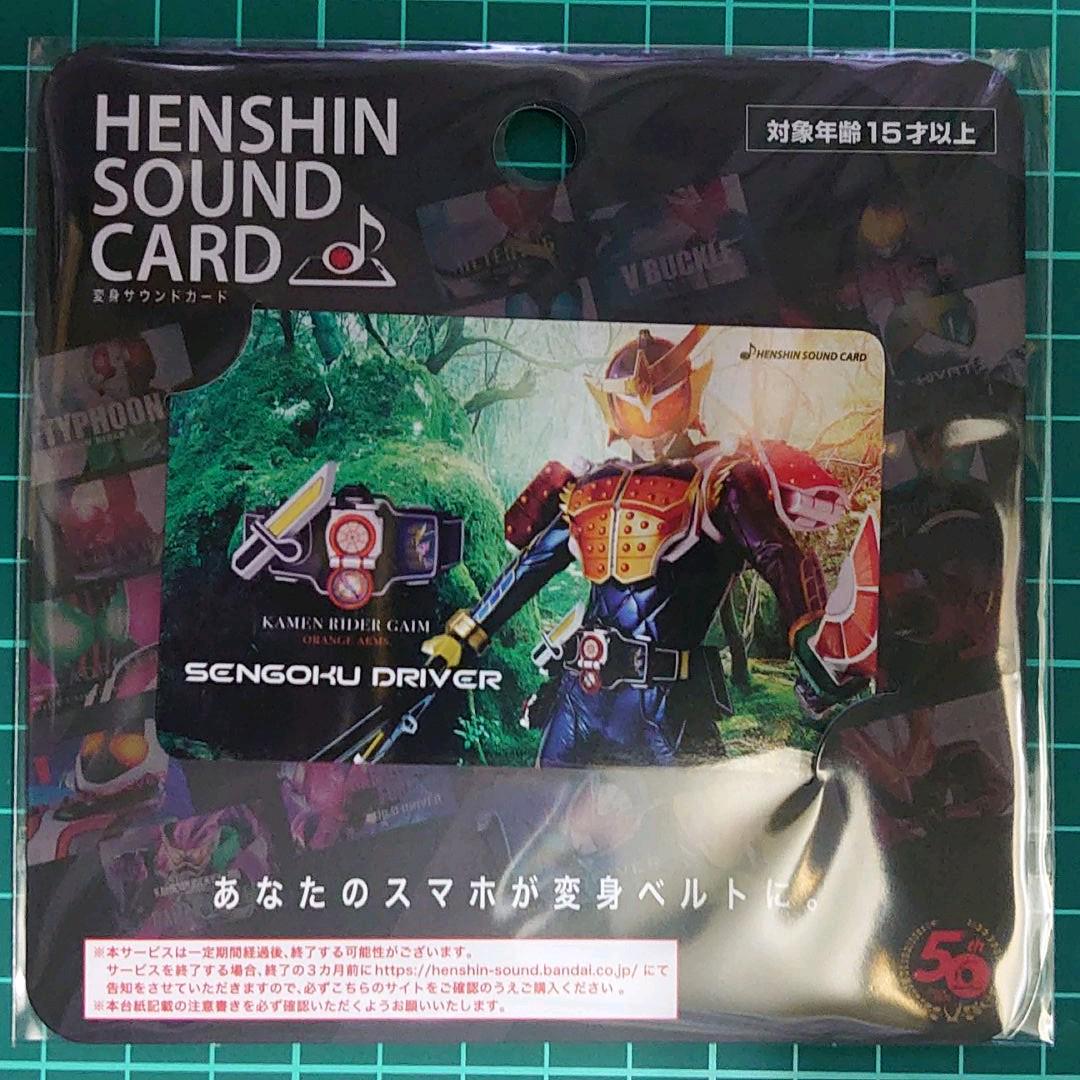 HENSHIN
SOUND
CARD
変身サウンドカード
対象年齢15才以上
V.BUCKLE
TYPHOON
HENSHIN SOUND CARD
KAMEN RIDER GAIM
ORANGE ARMS
SENGOKU DRIVER
あなたのスマホが変身ベルトに。
※本サービスは一定期間経過後、終了する可能性がございます。
サービスを終了する場合、終了の3カ月前にhttps://henshin-sound.bandai.co.jp/ にて
告知をさせていただきますので、必ずこちらのサイトをご確認のうえご購入ください 。
※本台紙記載の注意書きを必ず確認いただくようお願いいたします。
50th